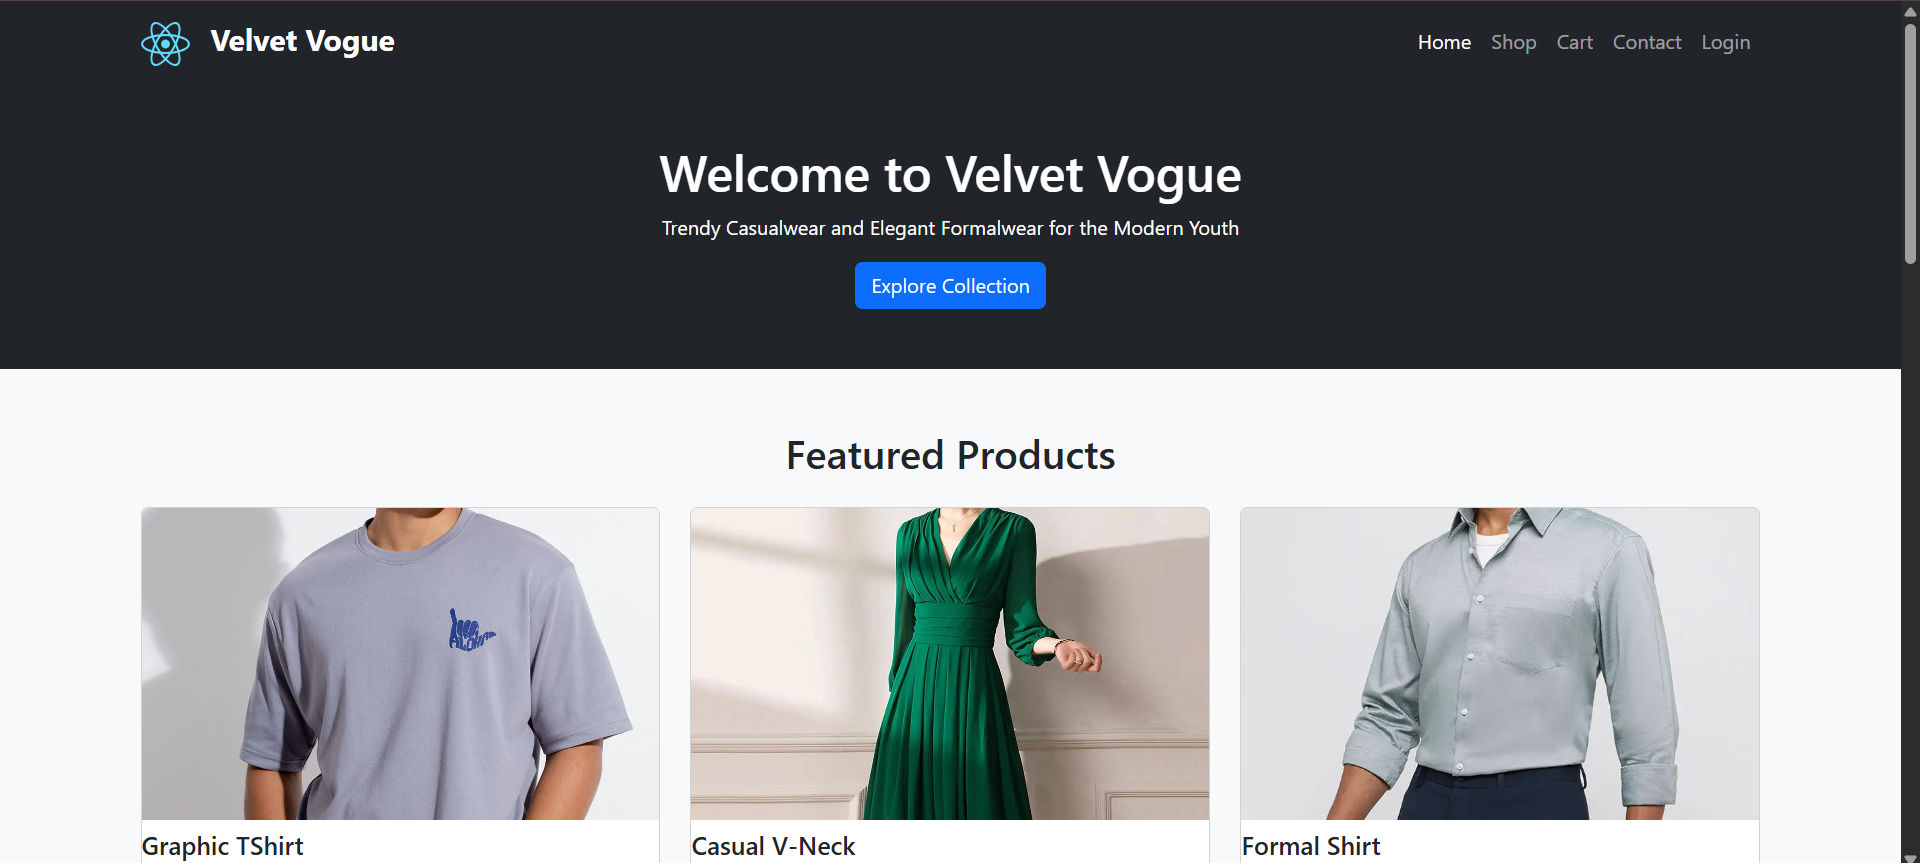 Velvet Vogue
Home Shop Cart Contact Login
Welcome to Velvet Vogue
Trendy Casualwear and Elegant Formalwear for the Modern Youth
Explore Collection
Featured Products
ALOHA
Graphic TShirt
Casual V-Neck
Formal Shirt